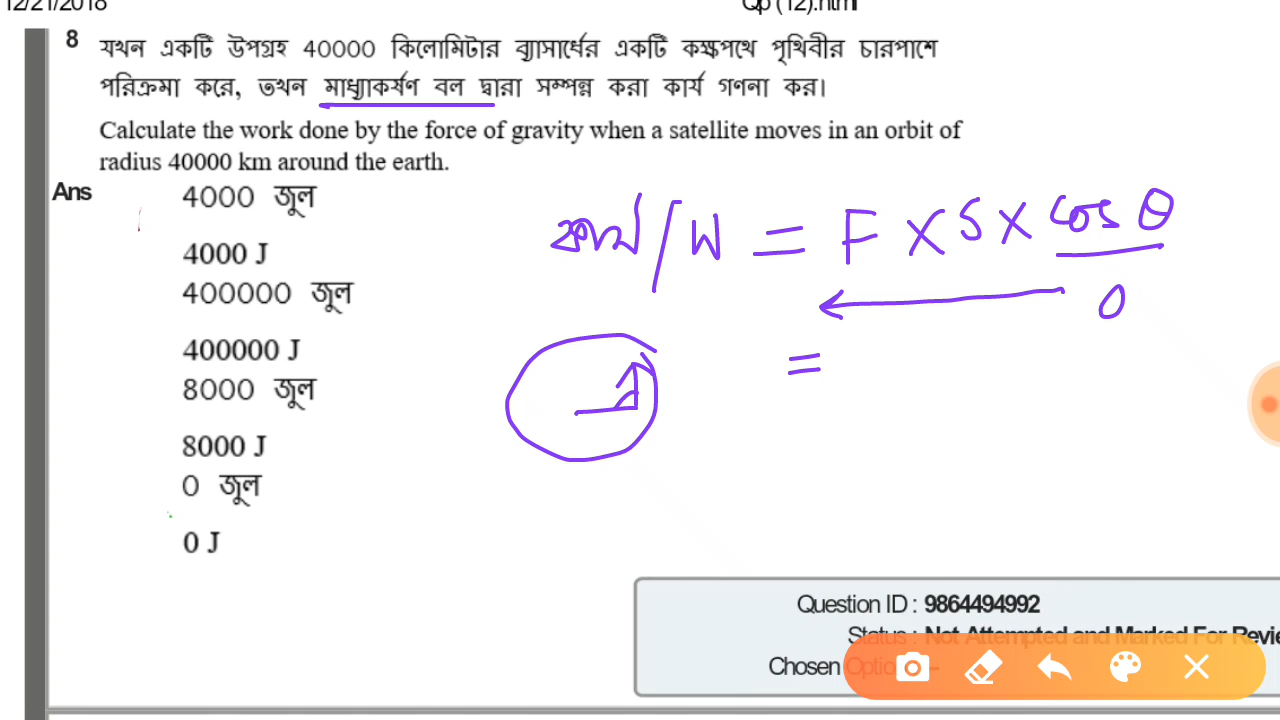 12/21/2018 Qp (12).html
8 যখন একটি উপগ্রহ 40000 কিলোমিটার ব্যাসার্ধের একটি কক্ষপথে পৃথিবীর চারপাশে
পরিক্রমা করে, তখন মাধ্যাকর্ষণ বল দ্বারা সম্পন্ন করা কার্য গণনা কর।
Calculate the work done by the force of gravity when a satellite moves in an orbit of
radius 40000 km around the earth.
Ans 4000 জুল
4000 J
400000 জুল
400000 J
8000 জুল
8000 J
0 জুল
0 J
কার্য / W = F × S × cos θ
0
=
Question ID : 9864494992
Status : Not Attempted and Marked For
Chosen